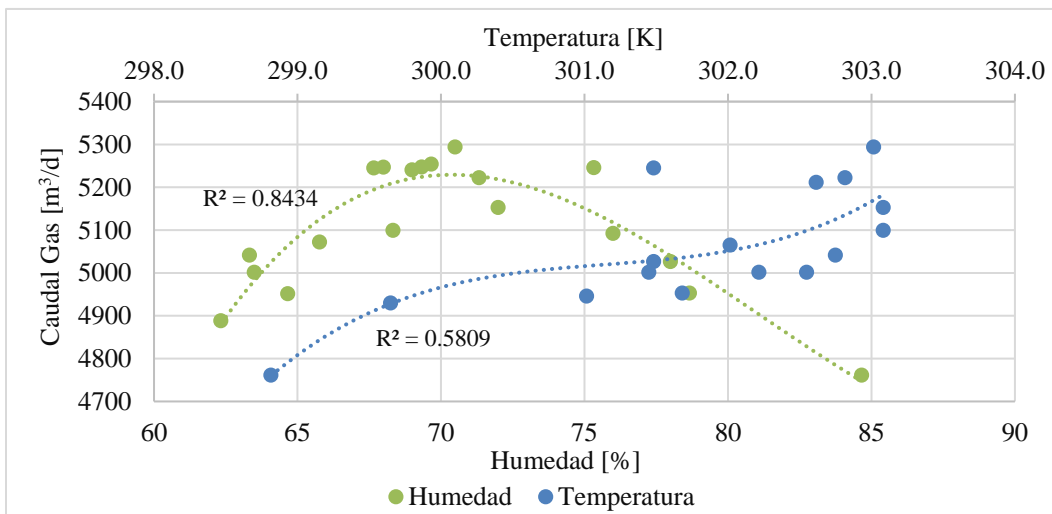 Temperatura [K]
298.0 299.0 300.0 301.0 302.0 303.0 304.0
Caudal Gas [m³/d]
5400
5300
5200
5100
5000
4900
4800
4700
R² = 0.8434
R² = 0.5809
60 65 70 75 80 85 90
Humedad [%]
Humedad Temperatura